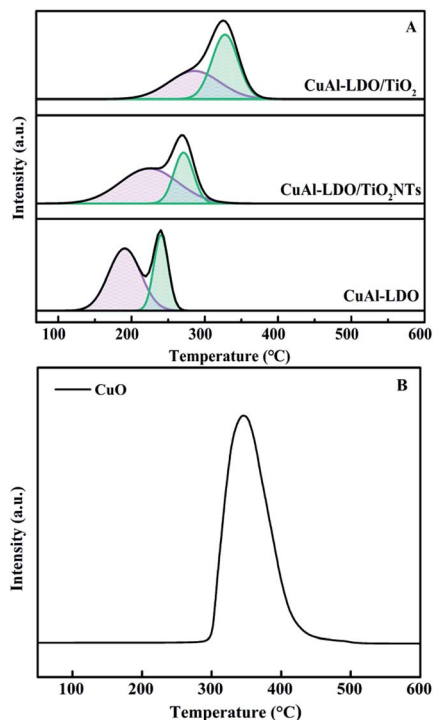 A
CuAl-LDO/TiO₂
CuAl-LDO/TiO₂NTs
CuAl-LDO
Intensity (a.u.)
100 200 300 400 500 600
Temperature (°C)
CuO
B
Intensity (a.u.)
100 200 300 400 500 600
Temperature (°C)